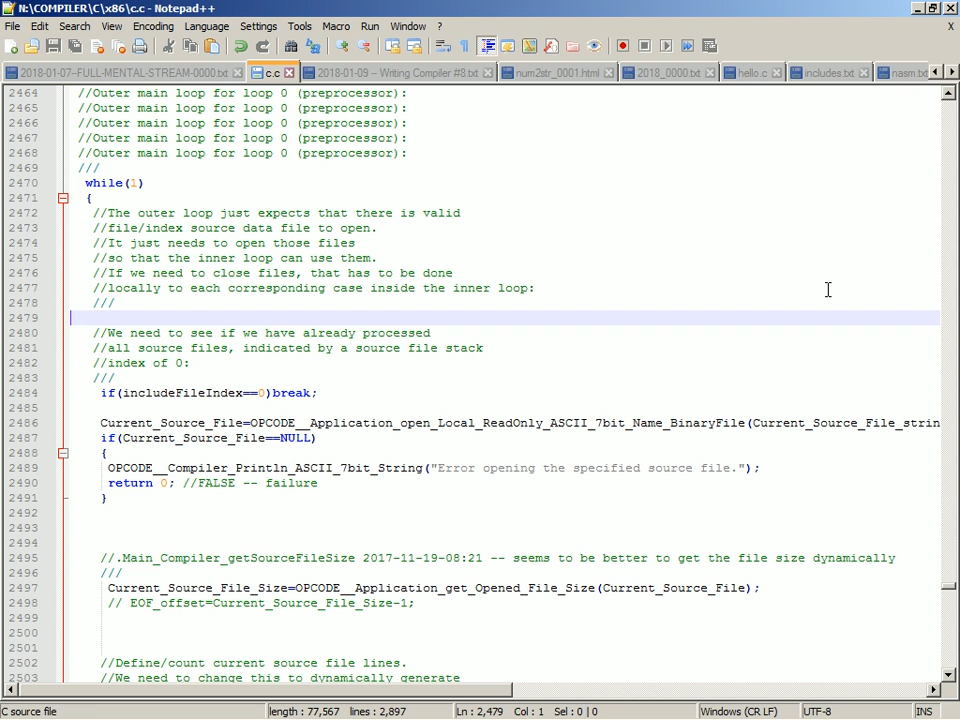 N:\COMPILER\C\x86\c.c - Notepad++
File Edit Search View Encoding Language Settings Tools Macro Run Window ? X
2018-01-07-FULL-MENTAL-STREAM-0000.txt c.c 2018-01-09 -- Writing Compiler #8.txt num2str_0001.html 2018_0000.txt hello.c includes.txt nasm.txt
2464 //Outer main loop for loop 0 (preprocessor):
2465 //Outer main loop for loop 0 (preprocessor):
2466 //Outer main loop for loop 0 (preprocessor):
2467 //Outer main loop for loop 0 (preprocessor):
2468 //Outer main loop for loop 0 (preprocessor):
2469 ///
2470 while(1)
2471 {
2472 //The outer loop just expects that there is valid
2473 //file/index source data file to open.
2474 //It just needs to open those files
2475 //so that the inner loop can use them.
2476 //If we need to close files, that has to be done
2477 //locally to each corresponding case inside the inner loop:
2478 ///
2479
2480 //We need to see if we have already processed
2481 //all source files, indicated by a source file stack
2482 //index of 0:
2483 ///
2484 if(includeFileIndex==0)break;
2485
2486 Current_Source_File=OPCODE__Application_open_Local_ReadOnly_ASCII_7bit_Name_BinaryFile(Current_Source_File_strin
2487 if(Current_Source_File==NULL)
2488 {
2489 OPCODE__Compiler_Println_ASCII_7bit_String("Error opening the specified source file.");
2490 return 0; //FALSE -- failure
2491 }
2492
2493
2494
2495 //.Main_Compiler_getSourceFileSize 2017-11-19-08:21 -- seems to be better to get the file size dynamically
2496 ///
2497 Current_Source_File_Size=OPCODE__Application_get_Opened_File_Size(Current_Source_File);
2498 // EOF_offset=Current_Source_File_Size-1;
2499
2500
2501
2502 //Define/count current source file lines.
2503 //We need to change this to dynamically generate
C source file length : 77,567 lines : 2,897 Ln : 2,479 Col : 1 Sel : 0 | 0 Windows (CR LF) UTF-8 INS